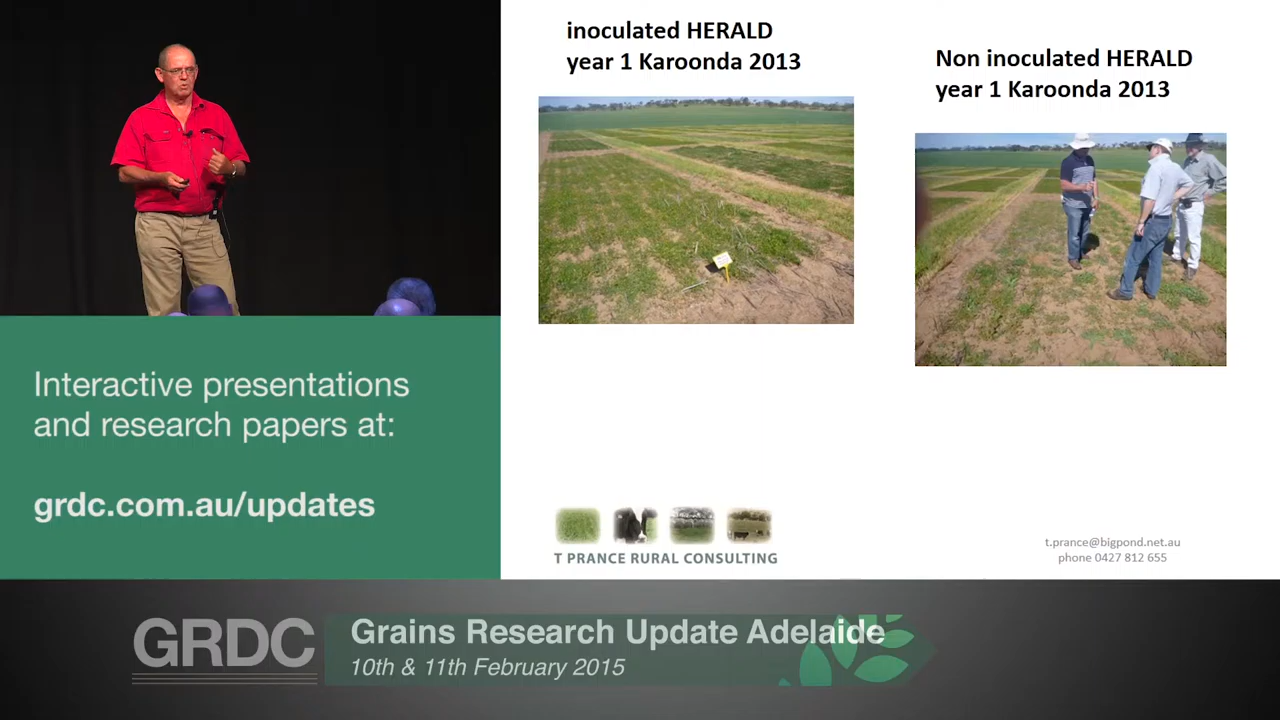 inoculated HERALD
year 1 Karoonda 2013
Non inoculated HERALD
year 1 Karoonda 2013
Interactive presentations
and research papers at:
grdc.com.au/updates
T PRANCE RURAL CONSULTING
t.prance@bigpond.net.au
phone 0427 812 655
GRDC
Grains Research Update Adelaide
10th & 11th February 2015